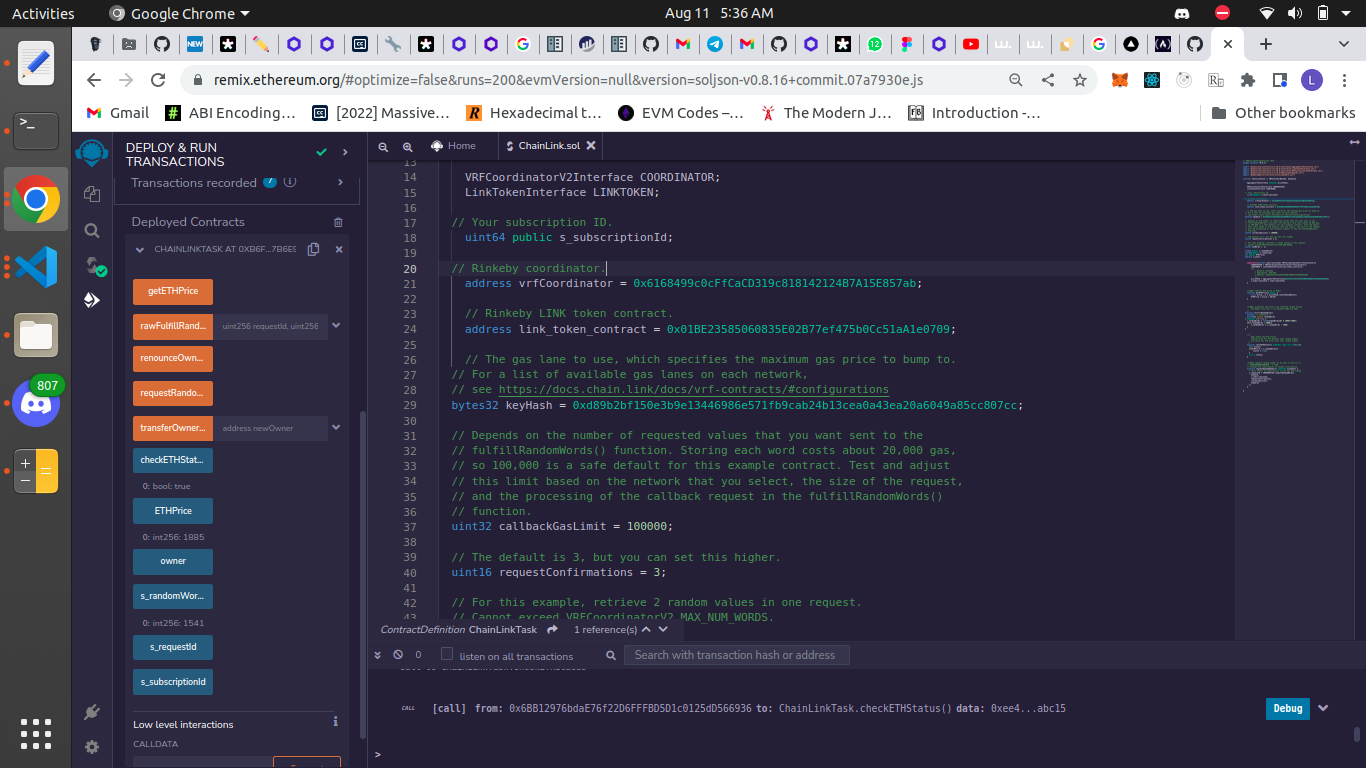 Activities
Google Chrome
Aug 11 5:36 AM
remix.ethereum.org/#optimize=false&runs=200&evmVersion=null&version=soljson-v0.8.16+commit.07a7930e.js
L
Gmail
ABI Encoding...
[2022] Massive...
Hexadecimal t...
EVM Codes –...
The Modern J...
Introduction -...
Other bookmarks
807
DEPLOY & RUN
TRANSACTIONS
Transactions recorded 7 i
Deployed Contracts
CHAINLINKTASK AT 0XB6F...7B6E9
getETHPrice
rawFulfillRand... uint256 requestId, uint256
renounceOwn...
requestRando...
transferOwner... address newOwner
checkETHStat...
0: bool: true
ETHPrice
0: int256: 1885
owner
s_randomWor...
0: int256: 1541
s_requestId
s_subscriptionId
Low level interactions
i
CALLDATA
Home
ChainLink.sol
13
14 VRFCoordinatorV2Interface COORDINATOR;
15 LinkTokenInterface LINKTOKEN;
16
17 // Your subscription ID.
18 uint64 public s_subscriptionId;
19
20 // Rinkeby coordinator.
21 address vrfCoordinator = 0x6168499c0cFfCaCD319c818142124B7A15E857ab;
22
23 // Rinkeby LINK token contract.
24 address link_token_contract = 0x01BE23585060835E02B77ef475b0Cc51aA1e0709;
25
26 // The gas lane to use, which specifies the maximum gas price to bump to.
27 // For a list of available gas lanes on each network,
28 // see https://docs.chain.link/docs/vrf-contracts/#configurations
29 bytes32 keyHash = 0xd89b2bf150e3b9e13446986e571fb9cab24b13cea0a43ea20a6049a85cc807cc;
30
31 // Depends on the number of requested values that you want sent to the
32 // fulfillRandomWords() function. Storing each word costs about 20,000 gas,
33 // so 100,000 is a safe default for this example contract. Test and adjust
34 // this limit based on the network that you select, the size of the request,
35 // and the processing of the callback request in the fulfillRandomWords()
36 // function.
37 uint32 callbackGasLimit = 100000;
38
39 // The default is 3, but you can set this higher.
40 uint16 requestConfirmations = 3;
41
42 // For this example, retrieve 2 random values in one request.
43 // Cannot exceed VRFCoordinatorV2.MAX_NUM_WORDS.
ContractDefinition ChainLinkTask 1 reference(s)
0
listen on all transactions
Search with transaction hash or address
CALL [call] from: 0x6BB12976bdaE76f22D6FFFBD5D1c0125dD566936 to: ChainLinkTask.checkETHStatus() data: 0xee4...abc15
Debug
>